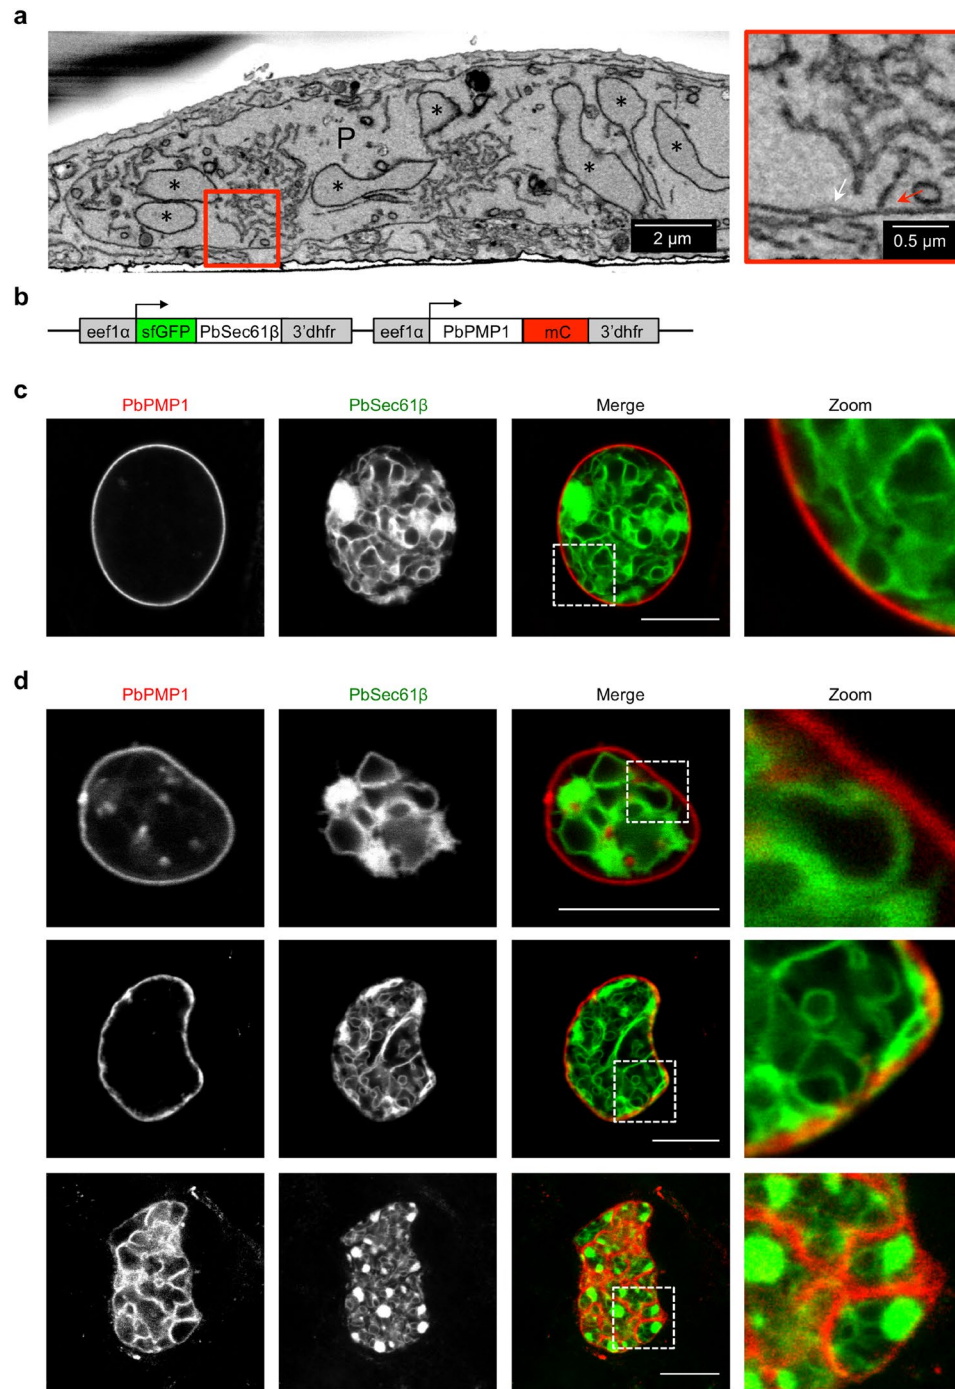 a
* * * P * * * *
2 µm
0.5 µm
b
eef1α sfGFP PbSec61β 3'dhfr eef1α PbPMP1 mC 3'dhfr
c
PbPMP1 PbSec61β Merge Zoom
d
PbPMP1 PbSec61β Merge Zoom